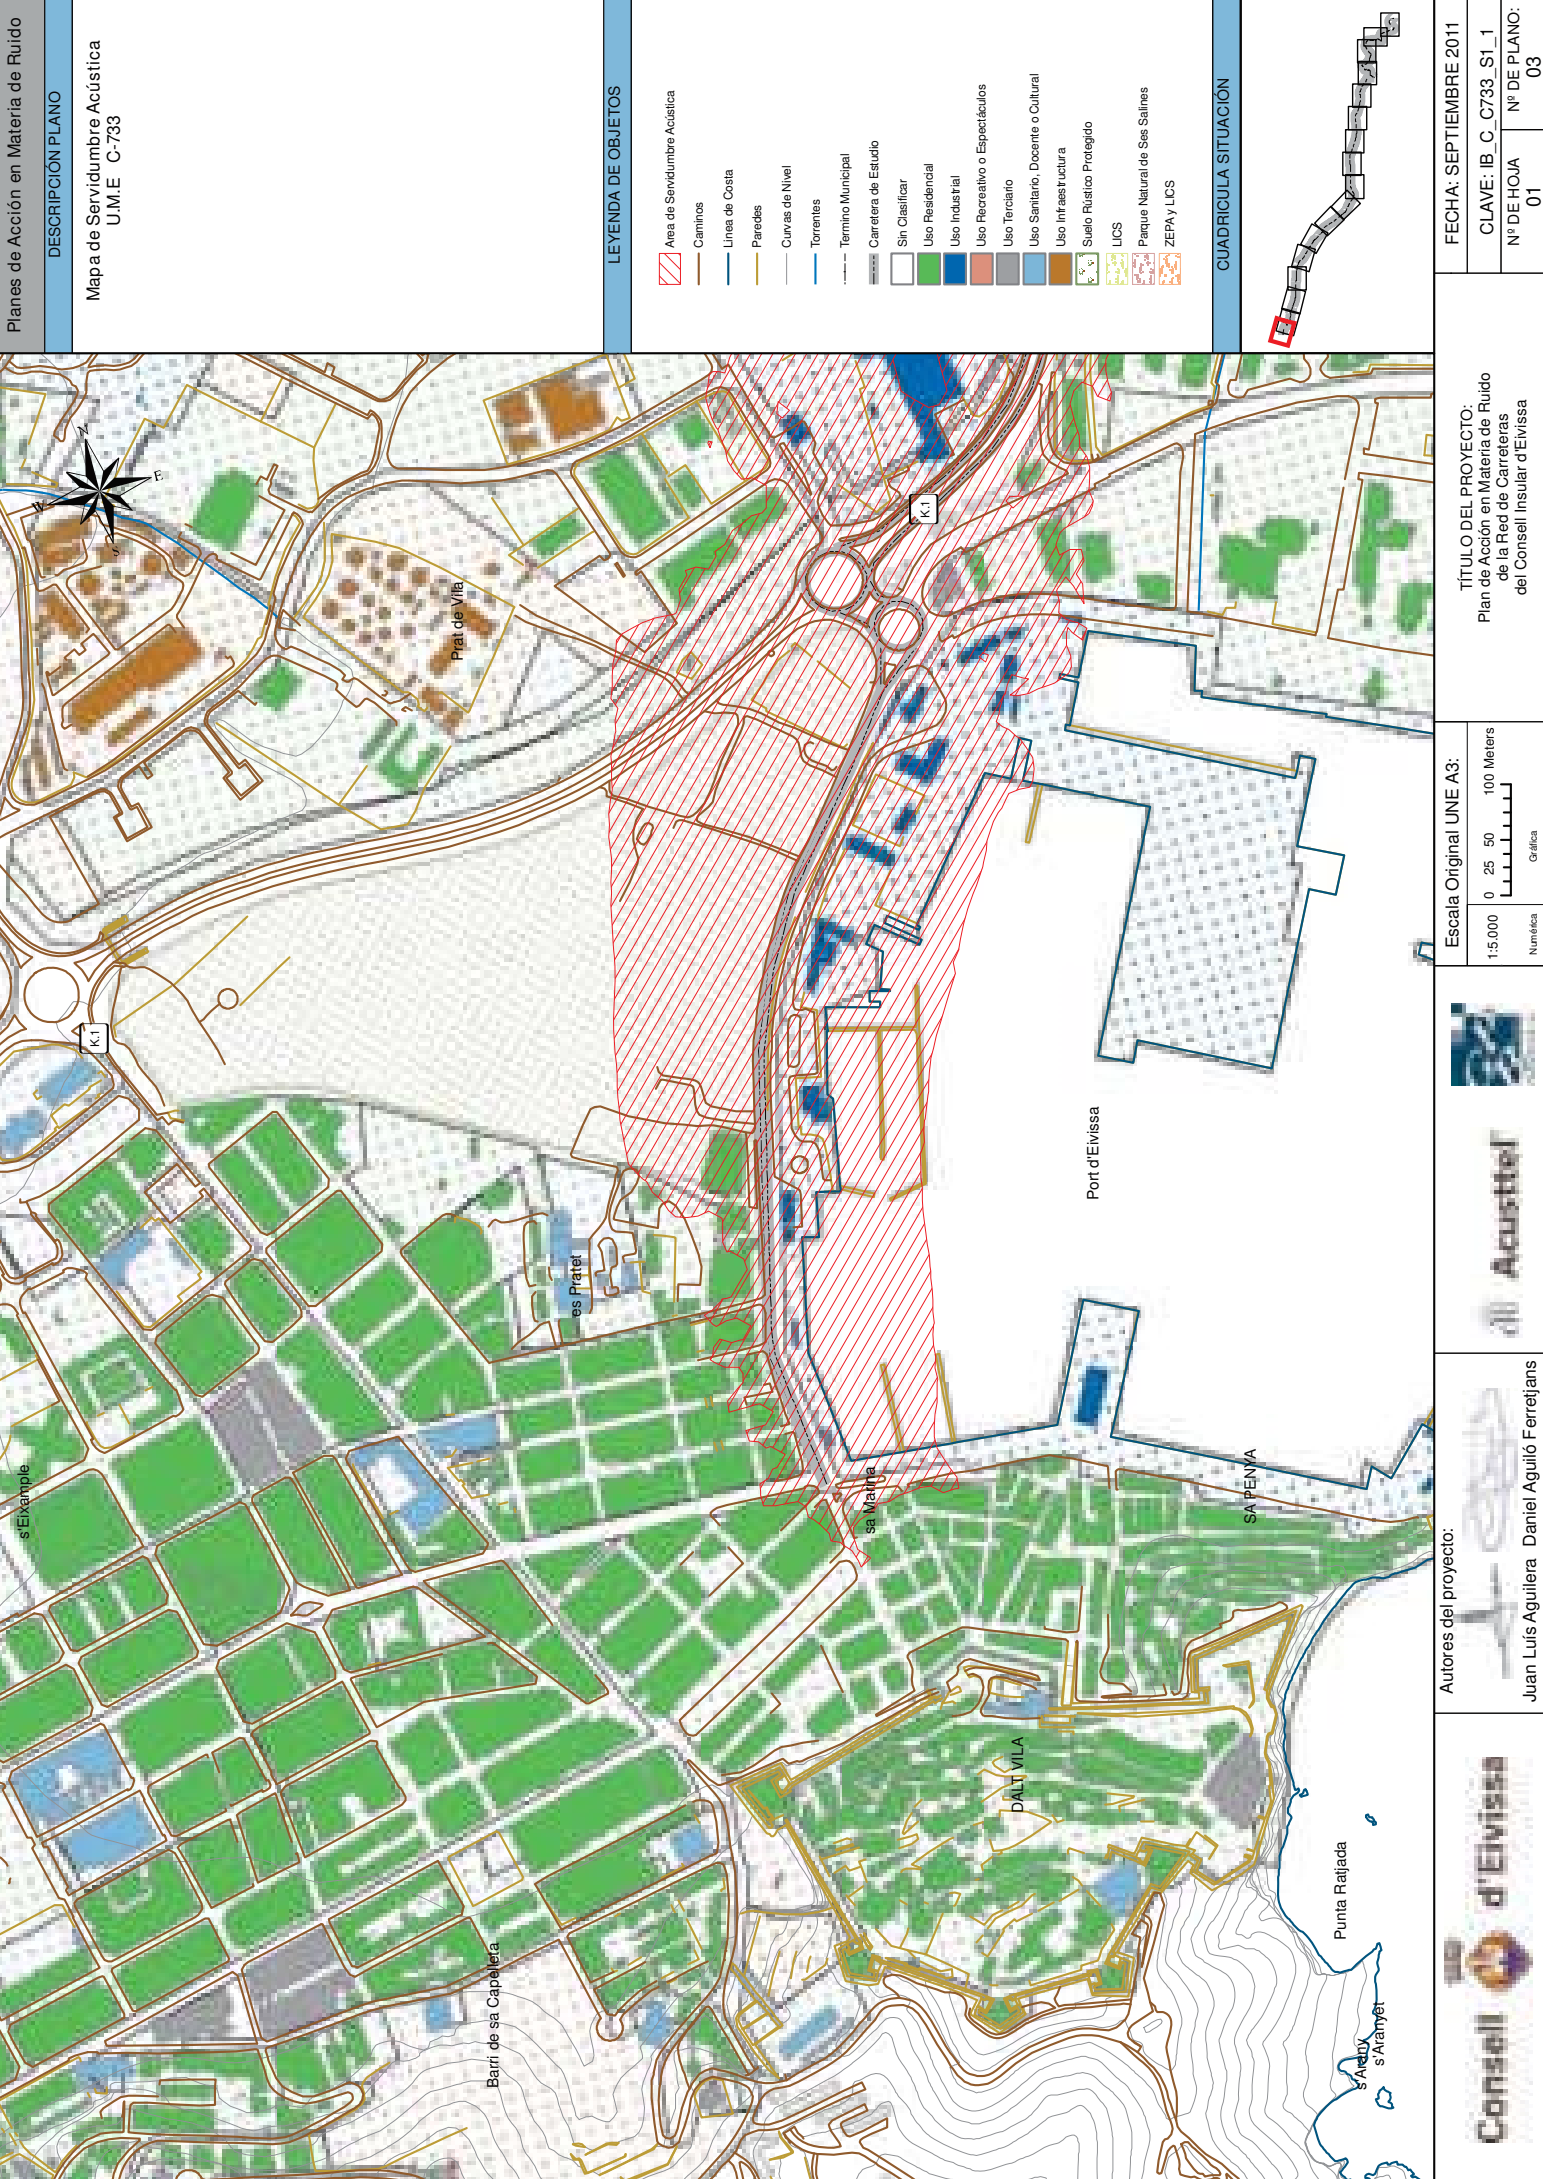 Planes de Acción en Materia de Ruido
DESCRIPCIÓN PLANO
Mapa de Servidumbre Acústica
U.M.E C-733
LEYENDA DE OBJETOS
Area de Servidumbre Acústica
Caminos
Línea de Costa
Paredes
Curvas de Nivel
Torrentes
Termino Municipal
Carretera de Estudio
Sin Clasificar
Uso Residencial
Uso Industrial
Uso Recreativo o Espectáculos
Uso Terciario
Uso Sanitario, Docente o Cultural
Uso Infraestructura
Suelo Rústico Protegido
LICS
Parque Natural de Ses Salines
ZEPA y LICS
CUADRICULA SITUACIÓN
FECHA: SEPTIEMBRE 2011
CLAVE: IB_C_C733_S1_1
Nº DE HOJA
01
Nº DE PLANO:
03
TÍTULO DEL PROYECTO:
Plan de Acción en Materia de Ruido
de la Red de Carreteras
del Consell Insular d'Eivissa
Escala Original UNE A3:
1:5.000
Numérica
0 25 50 100 Meters
Gráfica
Acusttel
Autores del proyecto:
Juan Luís Aguilera Daniel Aguiló Ferretjans
Consell d'Eivissa
N
E
S
W
Prat de Vila
K.1
K.1
s'Eixample
es Pratet
Port d'Eivissa
sa Marina
SA PENYA
DALT VILA
Barri de sa Capelleta
Punta Ratjada
s'Arany
s'Aranyet